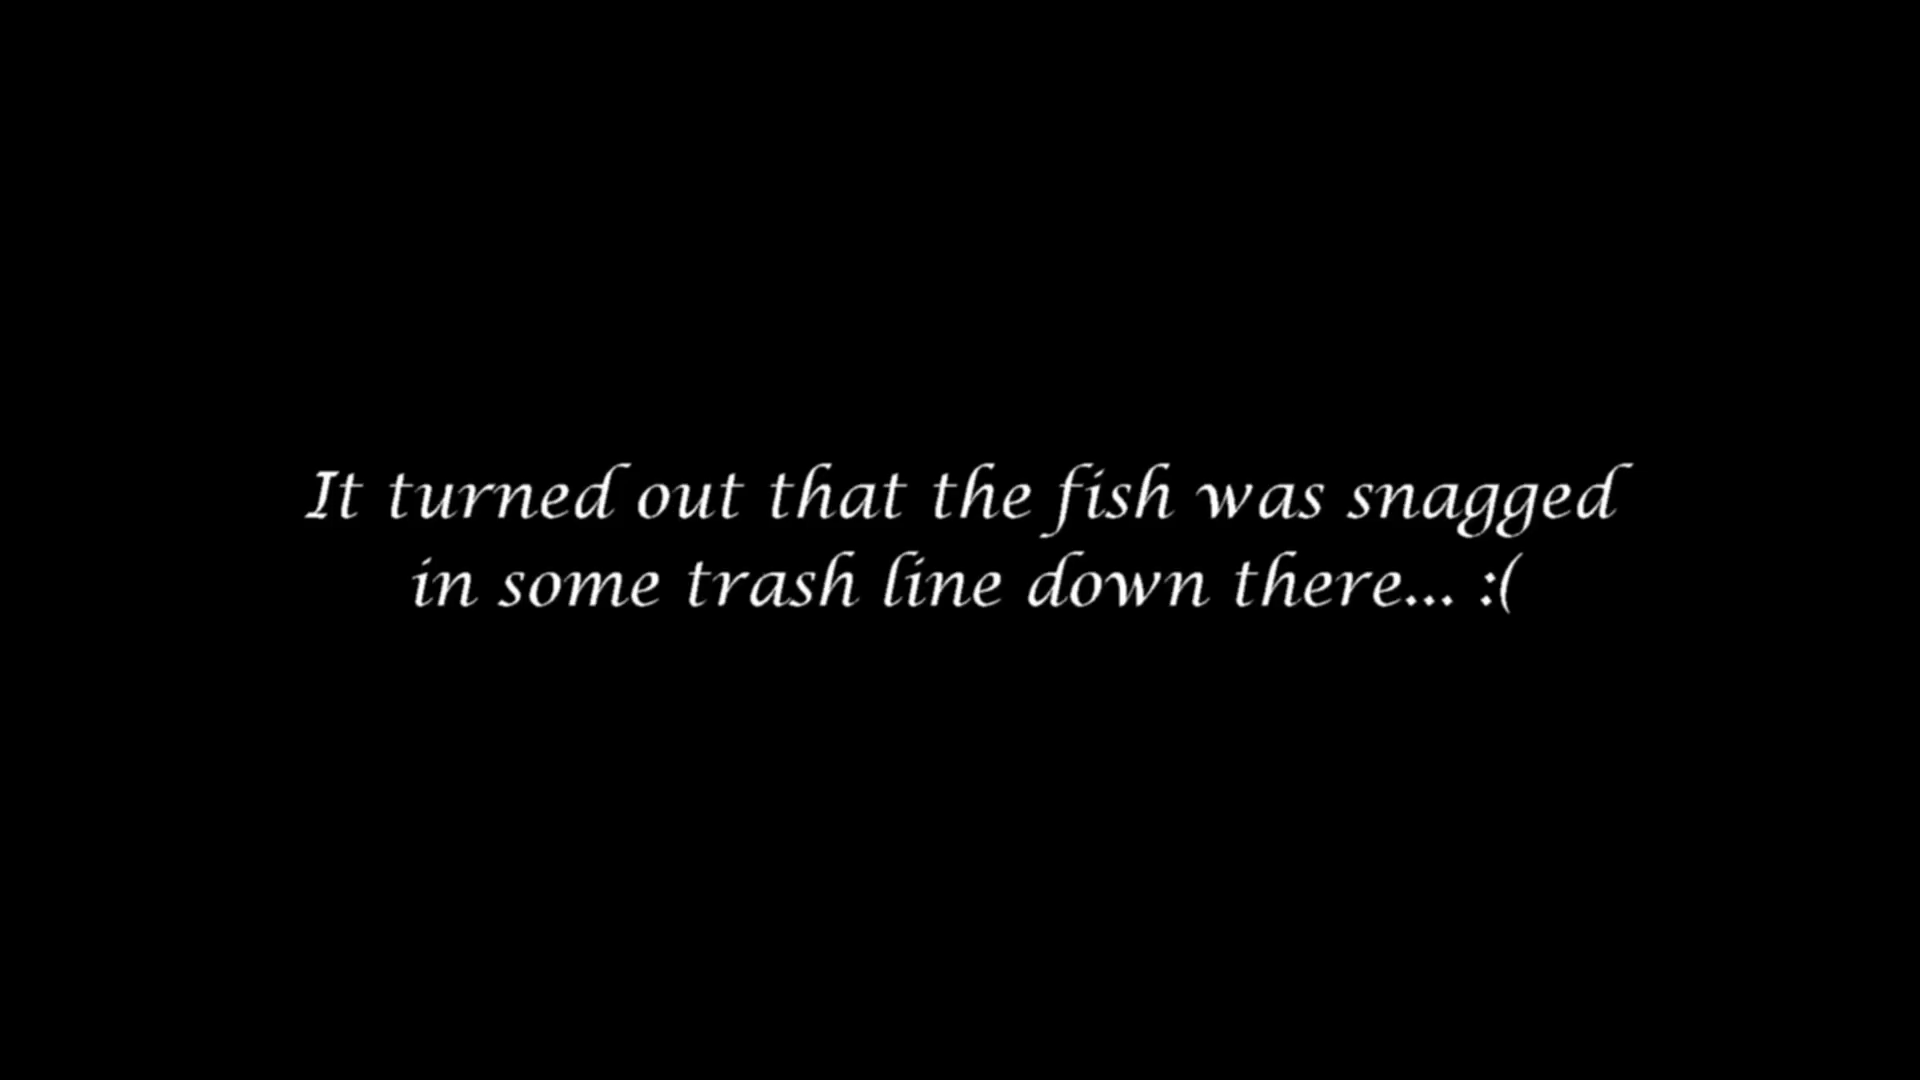 It turned out that the fish was snagged
in some trash line down there... :(